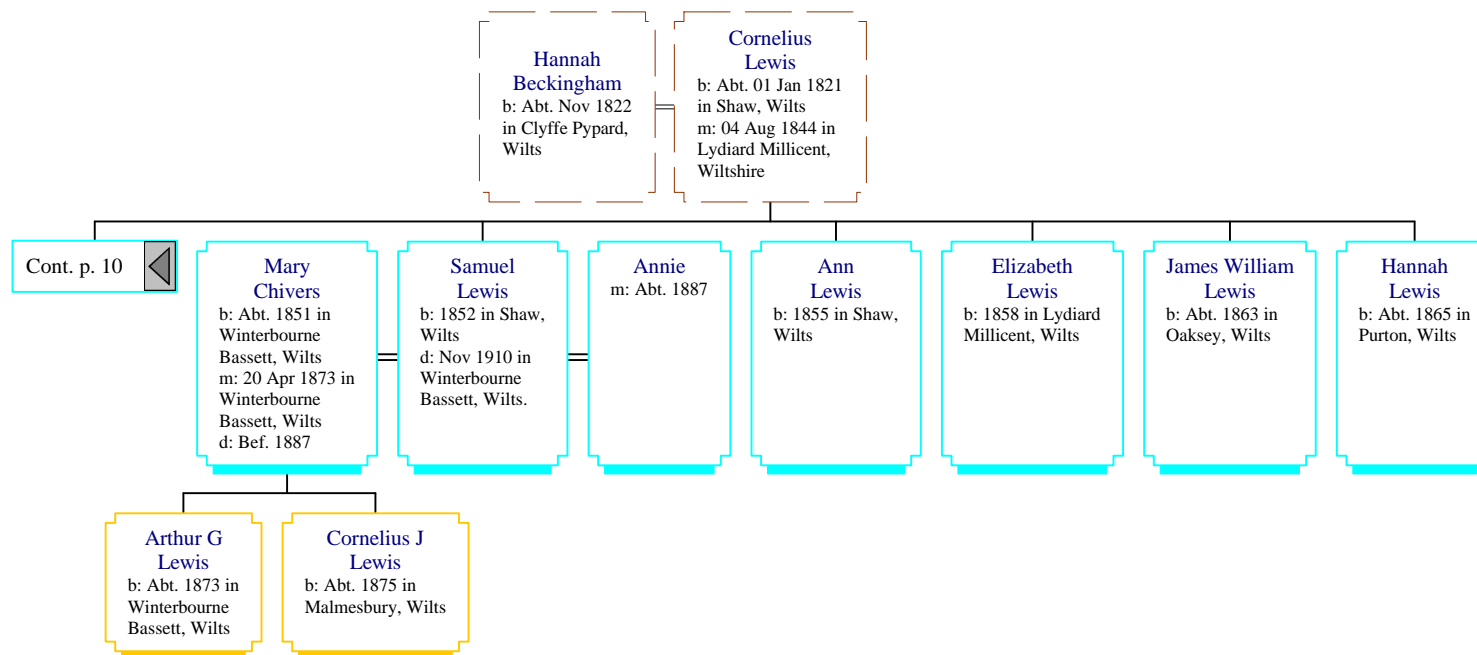 Hannah
Beckingham
b: Abt. Nov 1822
in Clyffe Pypard,
Wilts
Cornelius
Lewis
b: Abt. 01 Jan 1821
in Shaw, Wilts
m: 04 Aug 1844 in
Lydiard Millicent,
Wiltshire
Cont. p. 10
Mary
Chivers
b: Abt. 1851 in
Winterbourne
Bassett, Wilts
m: 20 Apr 1873 in
Winterbourne
Bassett, Wilts
d: Bef. 1887
Samuel
Lewis
b: 1852 in Shaw,
Wilts
d: Nov 1910 in
Winterbourne
Bassett, Wilts.
Annie
m: Abt. 1887
Ann
Lewis
b: 1855 in Shaw,
Wilts
Elizabeth
Lewis
b: 1858 in Lydiard
Millicent, Wilts
James William
Lewis
b: Abt. 1863 in
Oaksey, Wilts
Hannah
Lewis
b: Abt. 1865 in
Purton, Wilts
Arthur G
Lewis
b: Abt. 1873 in
Winterbourne
Bassett, Wilts
Cornelius J
Lewis
b: Abt. 1875 in
Malmesbury, Wilts